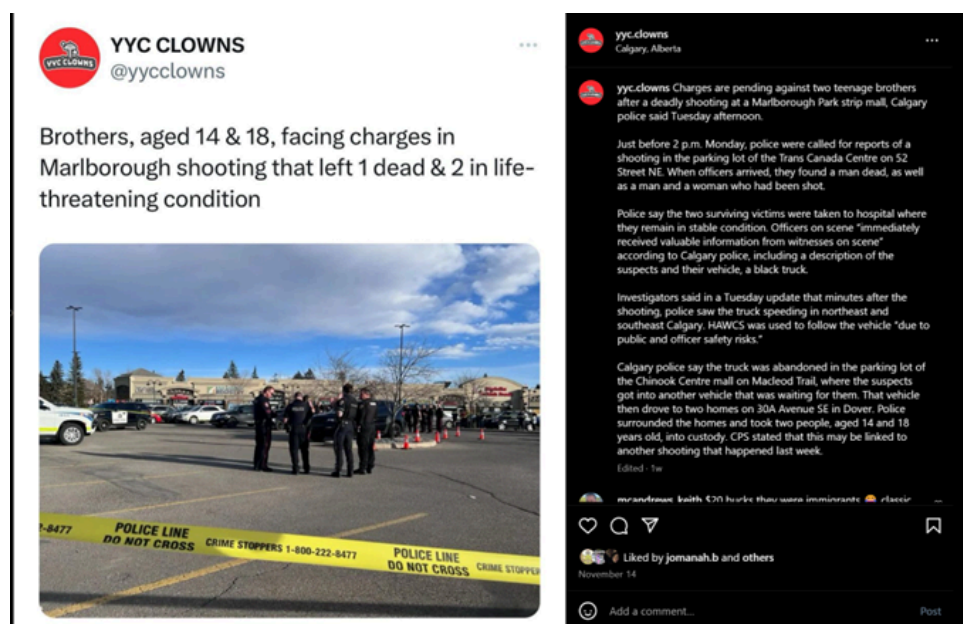 YYC CLOWNS
YYC CLOWNS
@yycclowns
Brothers, aged 14 & 18, facing charges in
Marlborough shooting that left 1 dead & 2 in life-
threatening condition
2-8477 POLICE LINE
DO NOT CROSS CRIME STOPPERS 1-800-222-8477 POLICE LINE
DO NOT CROSS CRIME STOPPE
yyc.clowns
Calgary, Alberta
yyc.clowns Charges are pending against two teenage brothers
after a deadly shooting at a Marlborough Park strip mall, Calgary
police said Tuesday afternoon.
Just before 2 p.m. Monday, police were called for reports of a
shooting in the parking lot of the Trans Canada Centre on 52
Street NE. When officers arrived, they found a man dead, as well
as a man and a woman who had been shot.
Police say the two surviving victims were taken to hospital where
they remain in stable condition. Officers on scene "immediately
received valuable information from witnesses on scene"
according to Calgary police, including a description of the
suspects and their vehicle, a black truck.
Investigators said in a Tuesday update that minutes after the
shooting, police saw the truck speeding in northeast and
southeast Calgary. HAWCS was used to follow the vehicle "due to
public and officer safety risks."
Calgary police say the truck was abandoned in the parking lot of
the Chinook Centre mall on Macleod Trail, where the suspects
got into another vehicle that was waiting for them. That vehicle
then drove to two homes on 30A Avenue SE in Dover. Police
surrounded the homes and took two people, aged 14 and 18
years old, into custody. CPS stated that this may be linked to
another shooting that happened last week.
Edited · 1w
mcandrews_keith $20 bucks they were immigrants 😡 classic
Liked by jomanah.b and others
November 14
Add a comment...
Post